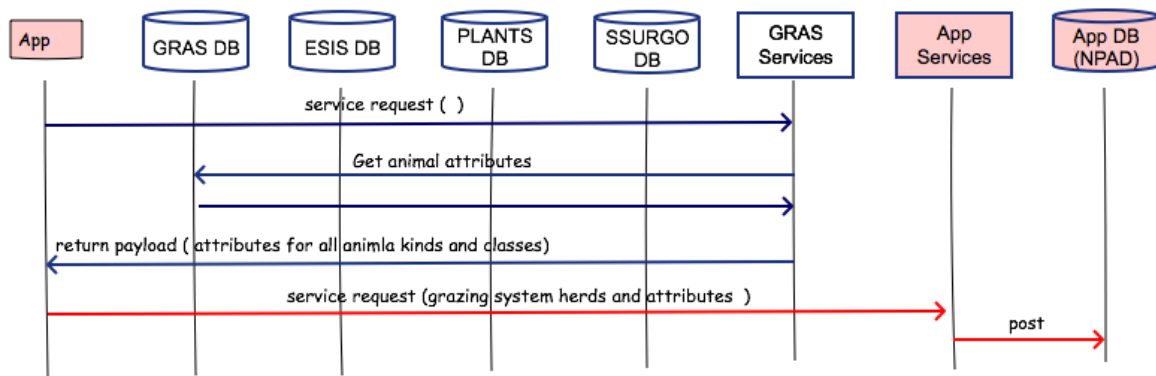 App
GRAS DB
ESIS DB
PLANTS
DB
SSURGO
DB
GRAS
Services
App
Services
App DB
(NPAD)
service request (  )
Get animal attributes
return payload ( attributes for all animla kinds and classes)
service request (grazing system herds and attributes  )
post